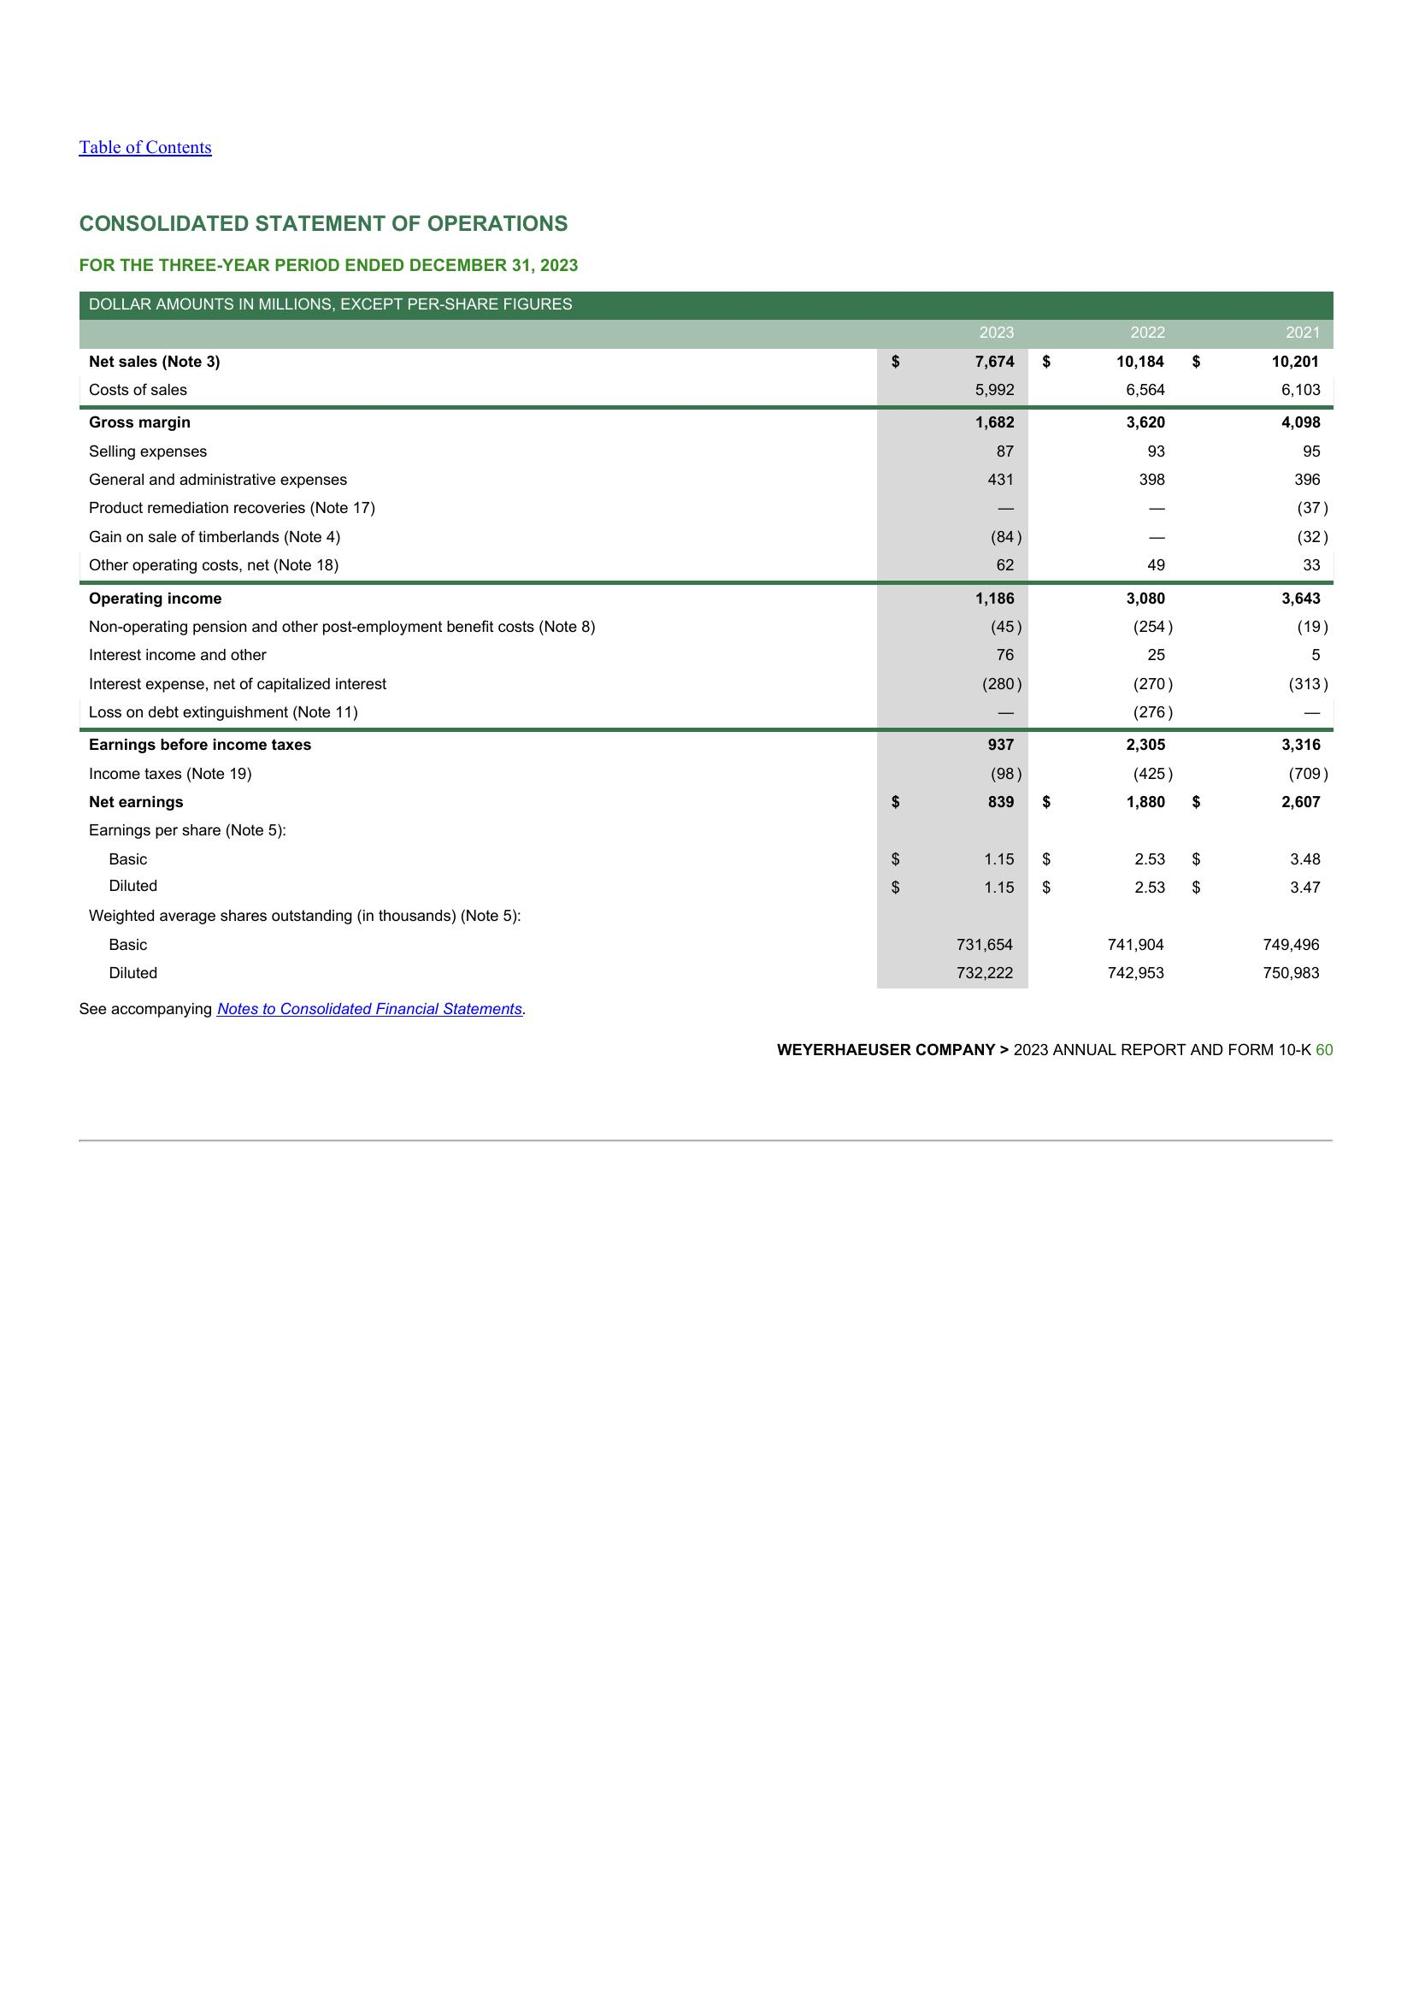 Table of Contents
CONSOLIDATED STATEMENT OF OPERATIONS
FOR THE THREE-YEAR PERIOD ENDED DECEMBER 31, 2023
DOLLAR AMOUNTS IN MILLIONS, EXCEPT PER-SHARE FIGURES
2023 2022 2021
Net sales (Note 3) $ 7,674 $ 10,184 $ 10,201
Costs of sales 5,992 6,564 6,103
Gross margin 1,682 3,620 4,098
Selling expenses 87 93 95
General and administrative expenses 431 398 396
Product remediation recoveries (Note 17) — — (37)
Gain on sale of timberlands (Note 4) (84) — (32)
Other operating costs, net (Note 18) 62 49 33
Operating income 1,186 3,080 3,643
Non-operating pension and other post-employment benefit costs (Note 8) (45) (254) (19)
Interest income and other 76 25 5
Interest expense, net of capitalized interest (280) (270) (313)
Loss on debt extinguishment (Note 11) — (276) —
Earnings before income taxes 937 2,305 3,316
Income taxes (Note 19) (98) (425) (709)
Net earnings $ 839 $ 1,880 $ 2,607
Earnings per share (Note 5):
Basic $ 1.15 $ 2.53 $ 3.48
Diluted $ 1.15 $ 2.53 $ 3.47
Weighted average shares outstanding (in thousands) (Note 5):
Basic 731,654 741,904 749,496
Diluted 732,222 742,953 750,983
See accompanying Notes to Consolidated Financial Statements.
WEYERHAEUSER COMPANY > 2023 ANNUAL REPORT AND FORM 10-K 60